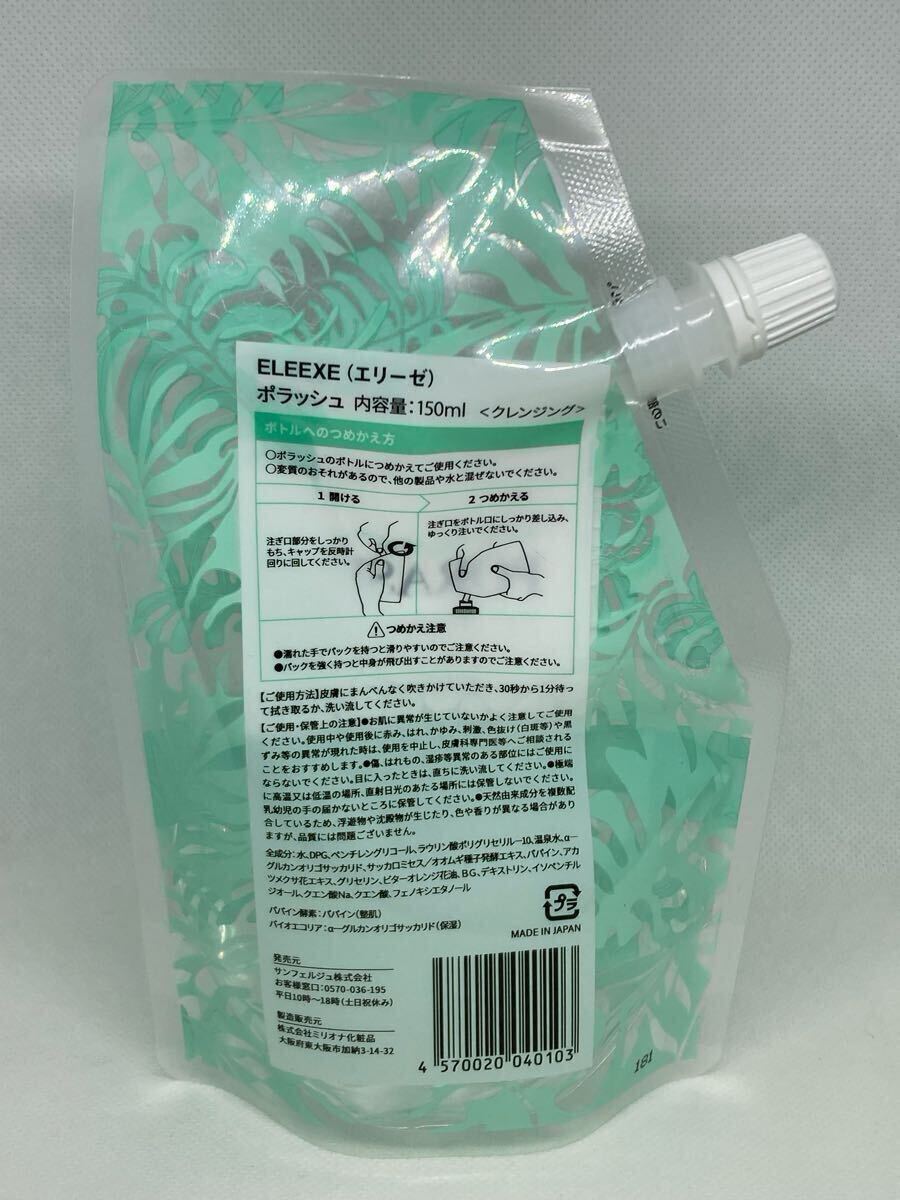 ELEEXE（エリーゼ）
ポラッシュ 内容量:150ml ＜クレンジング＞
ボトルへのつめかえ方
○ポラッシュのボトルにつめかえてご使用ください。
○変質のおそれがあるので、他の製品や水と混ぜないでください。
1 開ける
2 つめかえる
注ぎ口部分をしっかり
もち、キャップを反時計
回りに回してください。
注ぎ口をボトル口にしっかり差し込み、
ゆっくり注いでください。
つめかえ注意
●濡れた手でパックを持つと滑りやすいのでご注意ください。
●パックを強く持つと中身が飛び出すことがありますのでご注意ください。
【ご使用方法】皮膚にまんべんなく吹きかけていただき、30秒から1分待っ
て拭き取るか、洗い流してください。
【ご使用・保管上の注意】●お肌に異常が生じていないかよく注意してご使用
ください。使用中や使用後に赤み、はれ、かゆみ、刺激、色抜け(白斑等)や黒
ずみ等の異常が現れた時は、使用を中止し、皮膚科専門医等へご相談される
ことをおすすめします。●傷、はれもの、湿疹等異常のある部位にはご使用に
ならないでください。目に入ったときは、直ちに洗い流してください。●極端
に高温又は低温の場所、直射日光のあたる場所には保管しないでください。
乳幼児の手の届かないところに保管してください。●天然由来成分を複数配
合しているため、浮遊物や沈殿物が生じたり、色や香りが異なる場合があり
ますが、品質には問題ございません。
全成分:水、DPG、ペンチレングリコール、ラウリン酸ポリグリセリル-10、温泉水、α-
グルカンオリゴサッカリド、サッカロミセス/オオムギ種子発酵エキス、パパイン、アカ
ツメクサ花エキス、グリセリン、ビターオレンジ花油、BG、デキストリン、イソペンチル
ジオール、クエン酸Na、クエン酸、フェノキシエタノール
パパイン酵素:パパイン(整肌)
バイオエコリア:α-グルカンオリゴサッカリド(保湿)
プラ
MADE IN JAPAN
発売元
サンフェルジュ株式会社
お客様窓口:0570-036-195
平日10時～18時(土日祝休み)
製造販売元
株式会社ミリオナ化粧品
大阪府東大阪市加納3-14-32
4 570020 040103
181